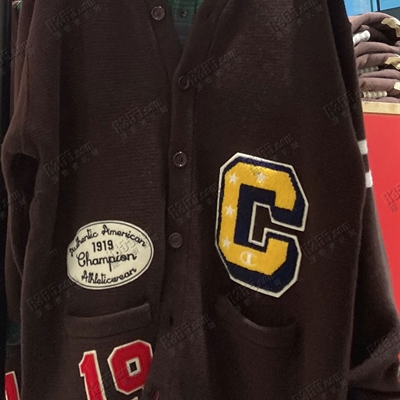 Authentic American
1919
Champion
Athleticwear
C
C
19